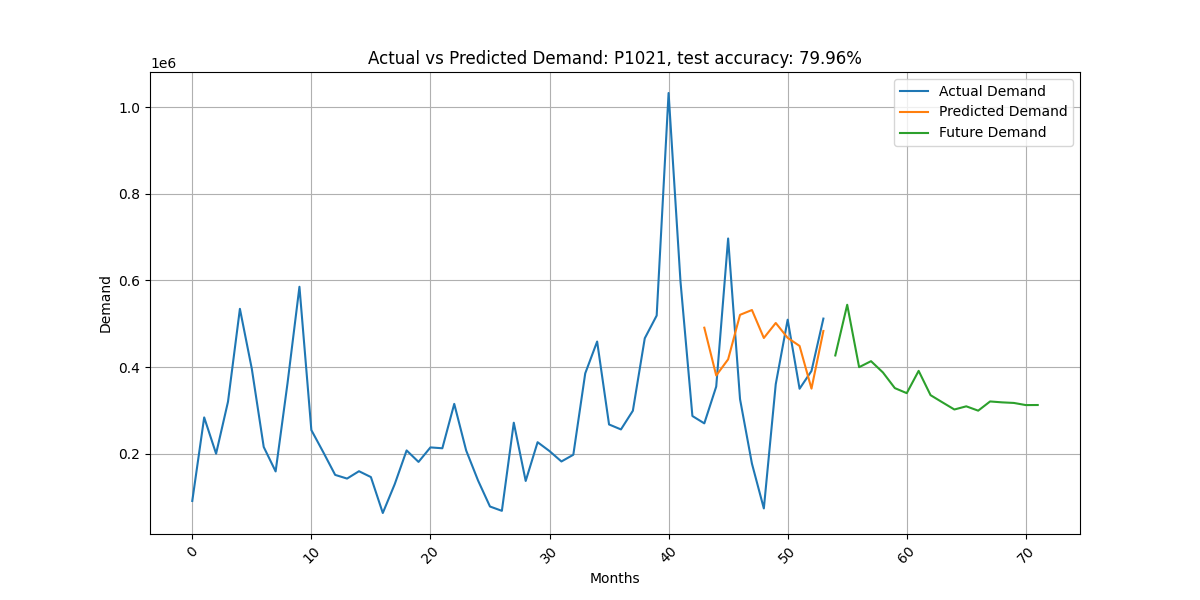 Actual vs Predicted Demand: P1021, test accuracy: 79.96%
1e6
Actual Demand
Predicted Demand
Future Demand
1.0
0.8
0.6
0.4
0.2
Demand
0 10 20 30 40 50 60 70
Months